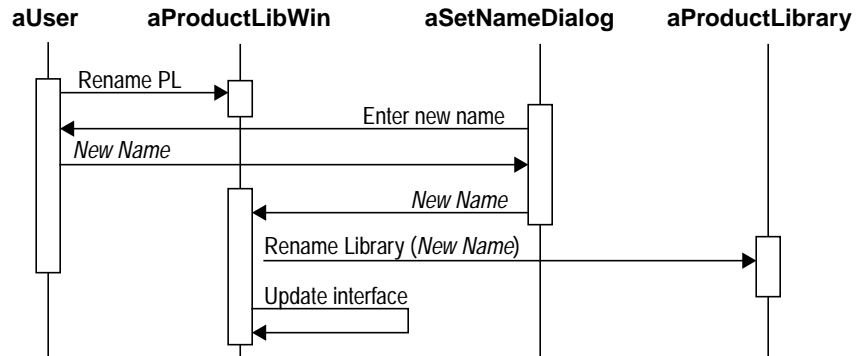 aUser aProductLibWin aSetNameDialog aProductLibrary
Rename PL
Enter new name
New Name
New Name
Rename Library (New Name)
Update interface